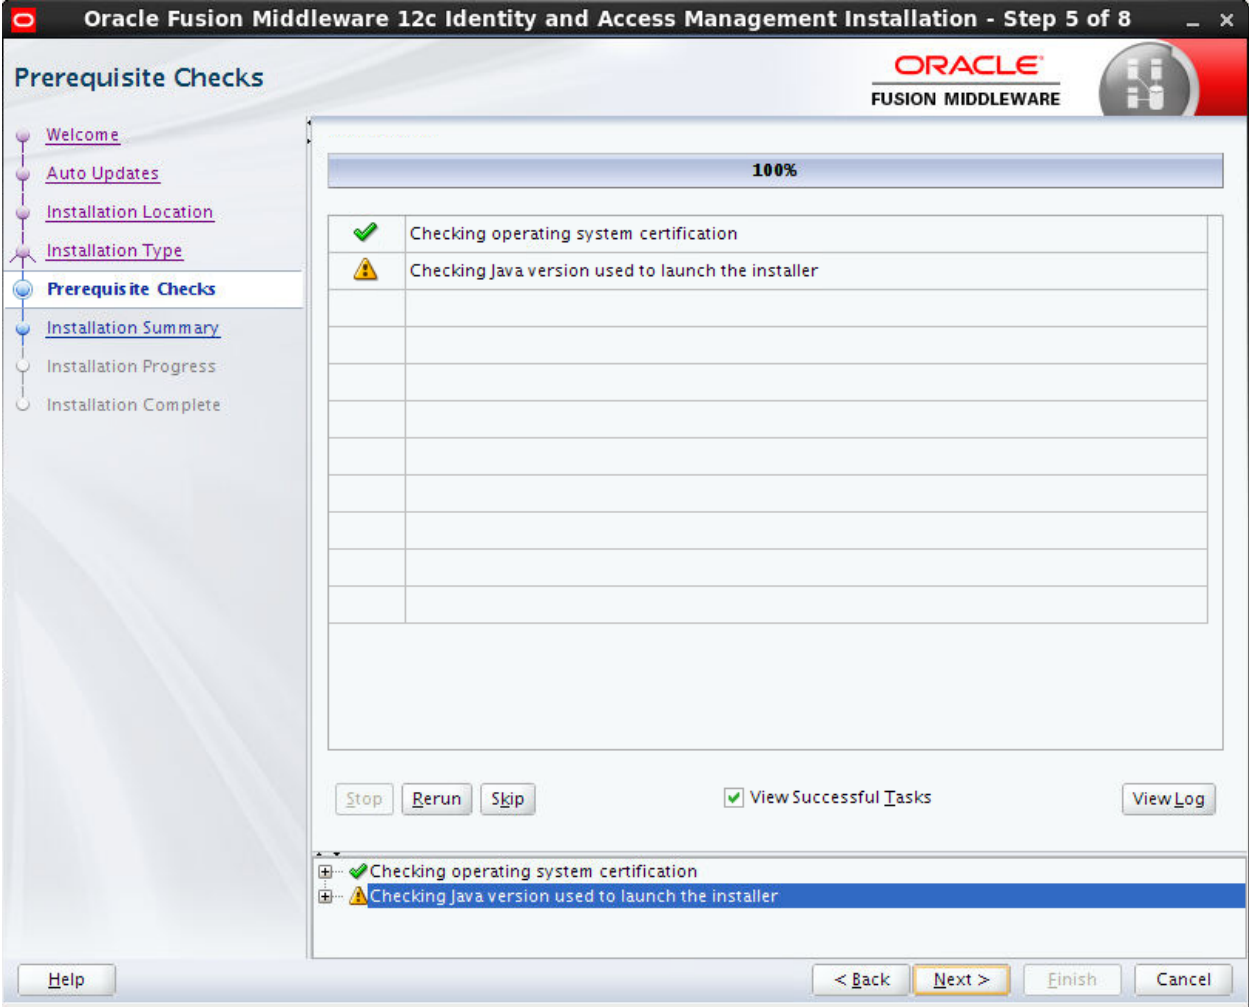 Oracle Fusion Middleware 12c Identity and Access Management Installation - Step 5 of 8
Prerequisite Checks
ORACLE
FUSION MIDDLEWARE
Welcome
Auto Updates
Installation Location
Installation Type
Prerequisite Checks
Installation Summary
Installation Progress
Installation Complete
100%
Checking operating system certification
Checking Java version used to launch the installer
Stop Rerun Skip View Successful Tasks View Log
Checking operating system certification
Checking Java version used to launch the installer
Help < Back Next > Finish Cancel